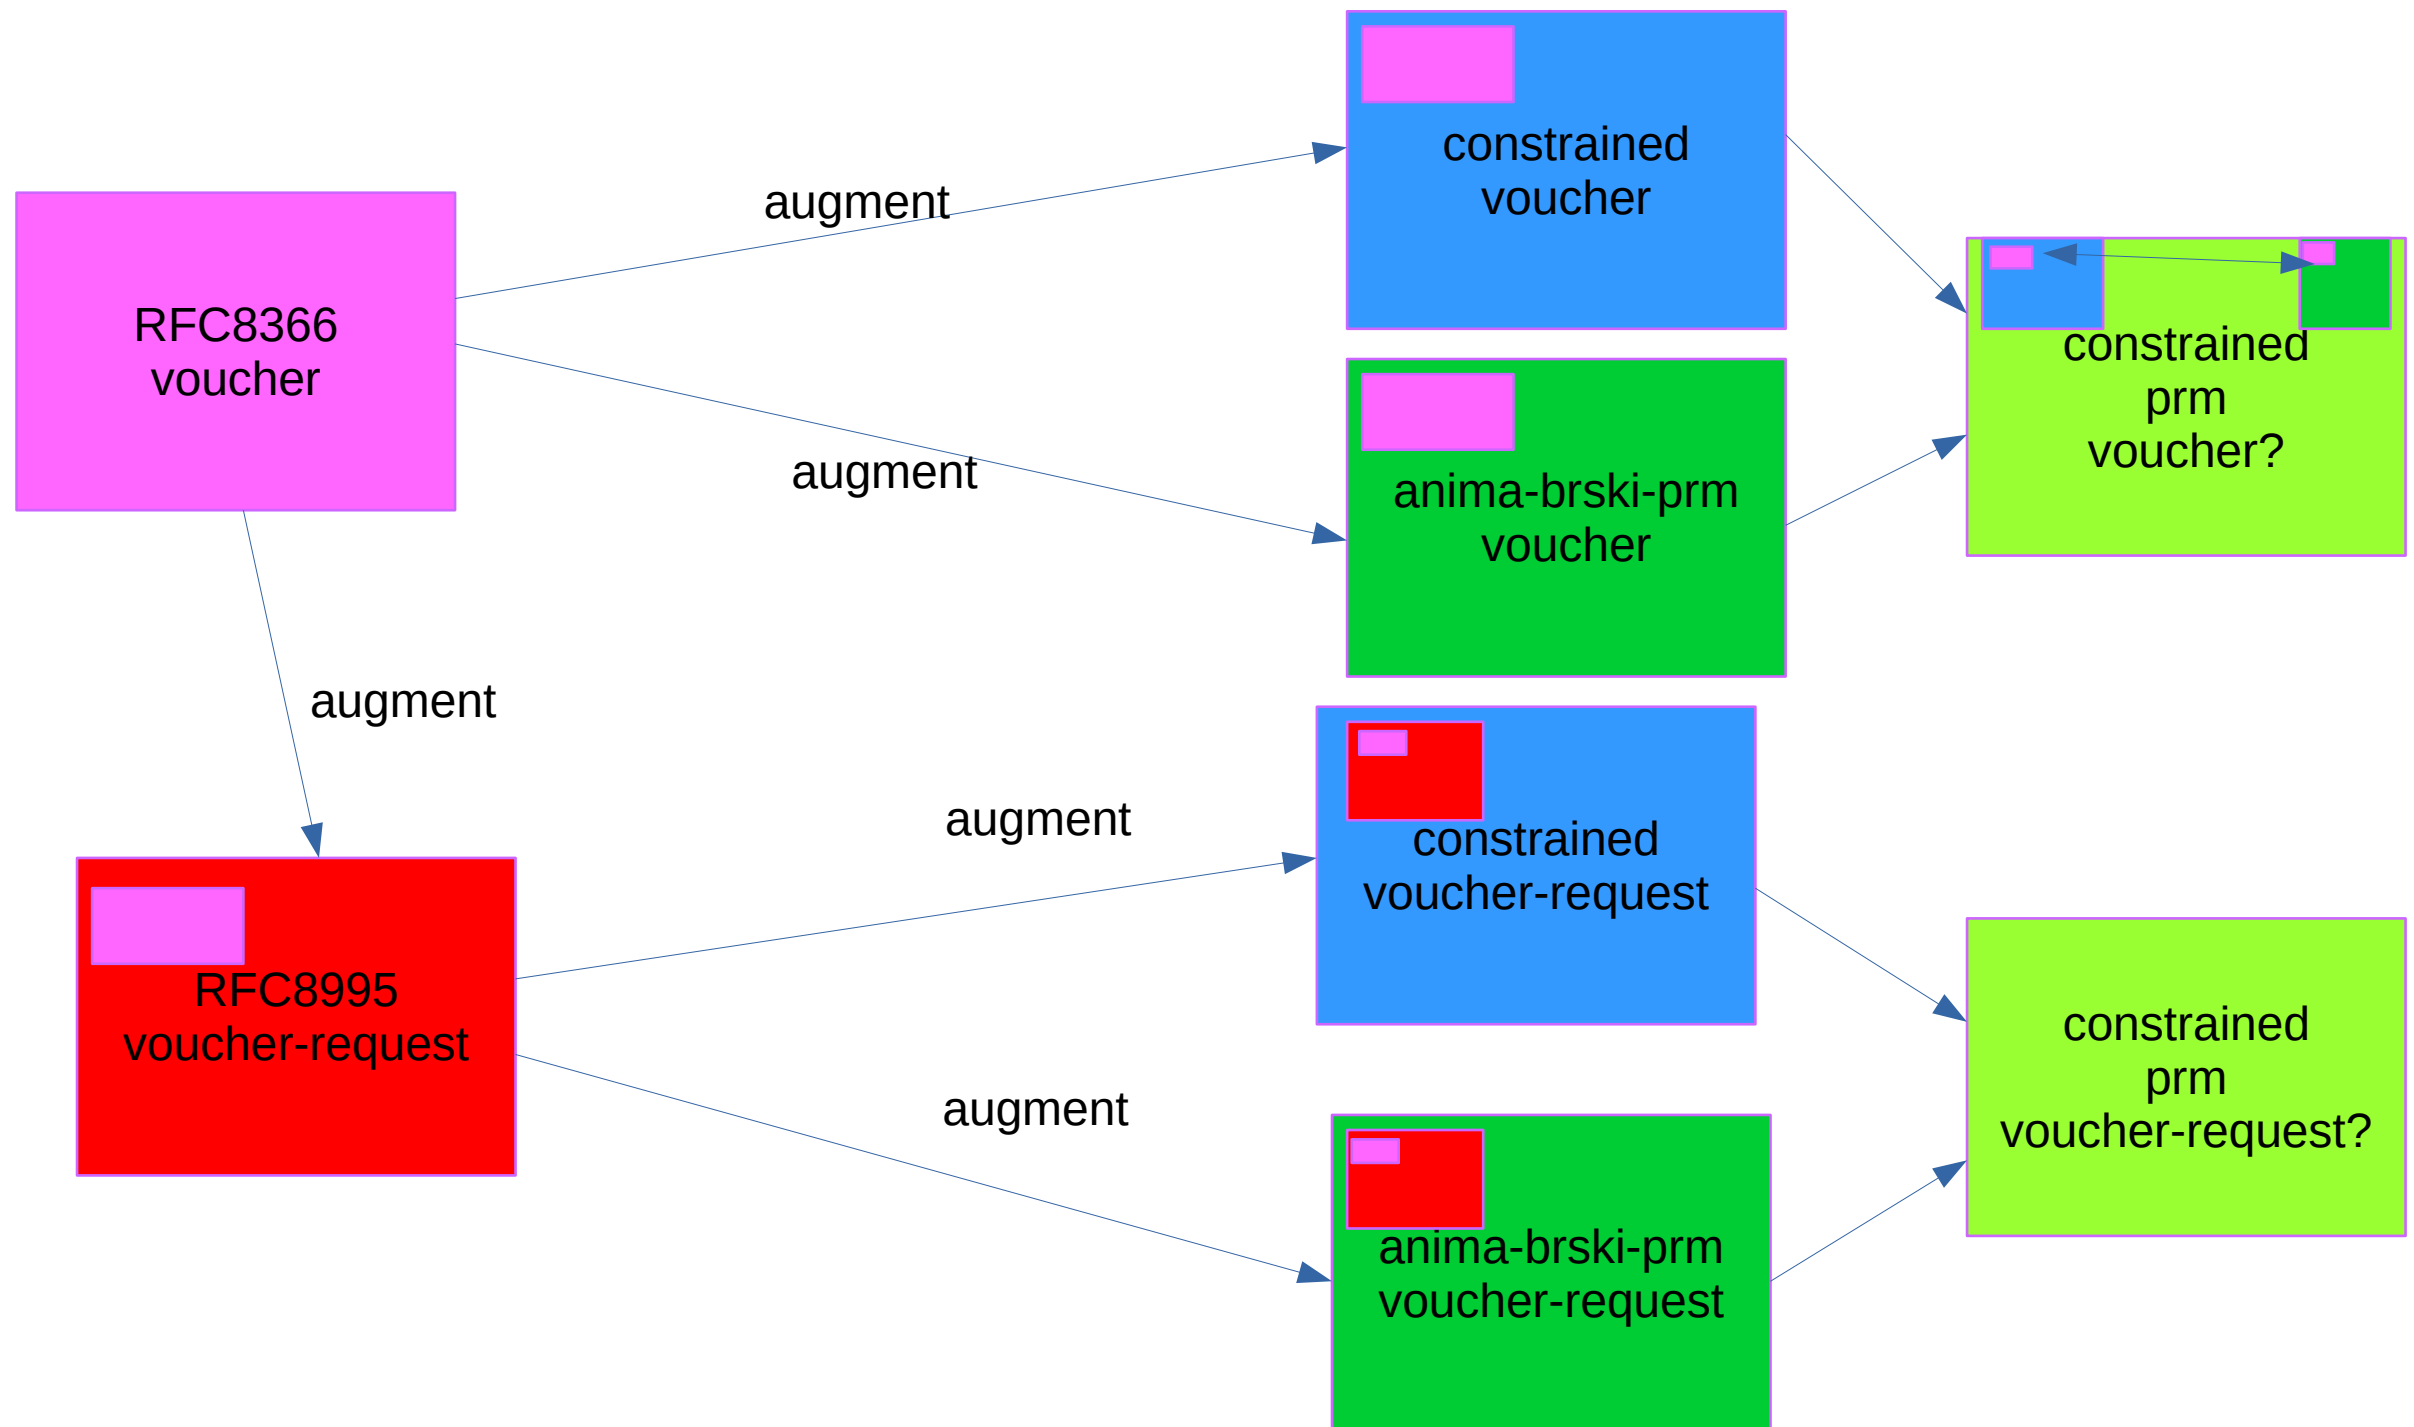 RFC8366
voucher
augment
augment
augment
constrained
voucher
anima-brski-prm
voucher
constrained
prm
voucher?
RFC8995
voucher-request
augment
augment
constrained
voucher-request
anima-brski-prm
voucher-request
constrained
prm
voucher-request?